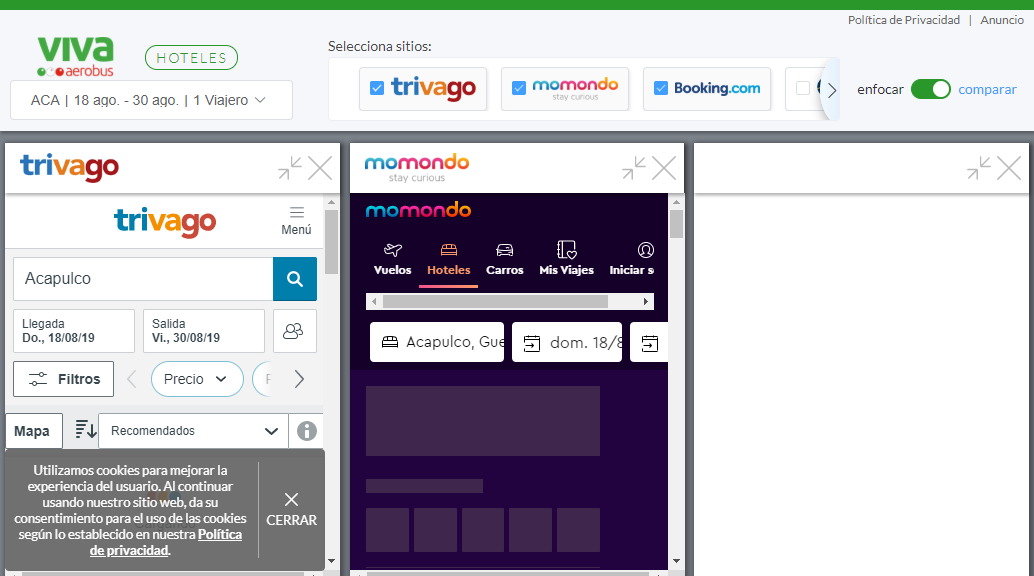 Política de Privacidad | Anuncio
viva
aerobus
HOTELES
Selecciona sitios:
ACA | 18 ago. - 30 ago. | 1 Viajero
trivago
momondo
stay curious
Booking.com
enfocar
comparar
trivago
momondo
stay curious
trivago
Menú
Acapulco
Llegada
Do., 18/08/19
Salida
Vi., 30/08/19
Filtros
Precio
Mapa
Recomendados
Utilizamos cookies para mejorar la
experiencia del usuario. Al continuar
usando nuestro sitio web, da su
consentimiento para el uso de las cookies
según lo establecido en nuestra Política
de privacidad.
CERRAR
momondo
Vuelos
Hoteles
Carros
Mis Viajes
Iniciar s
Acapulco, Gue
dom. 18/8